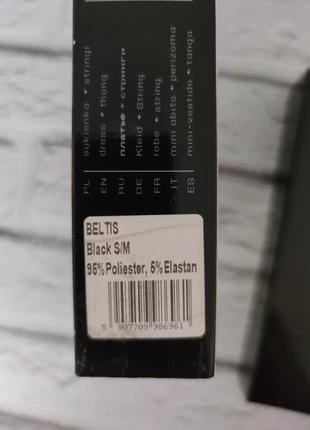 PL sukienka + stringi
EN dress + thong
RU платье + стринги
DE Kleid + String
FR robe + string
IT mini abito + perizoma
ES mini-vestido + tanga
BELTIS
Black S/M
95%Poliester, 5%Elastan
5 907709 986961